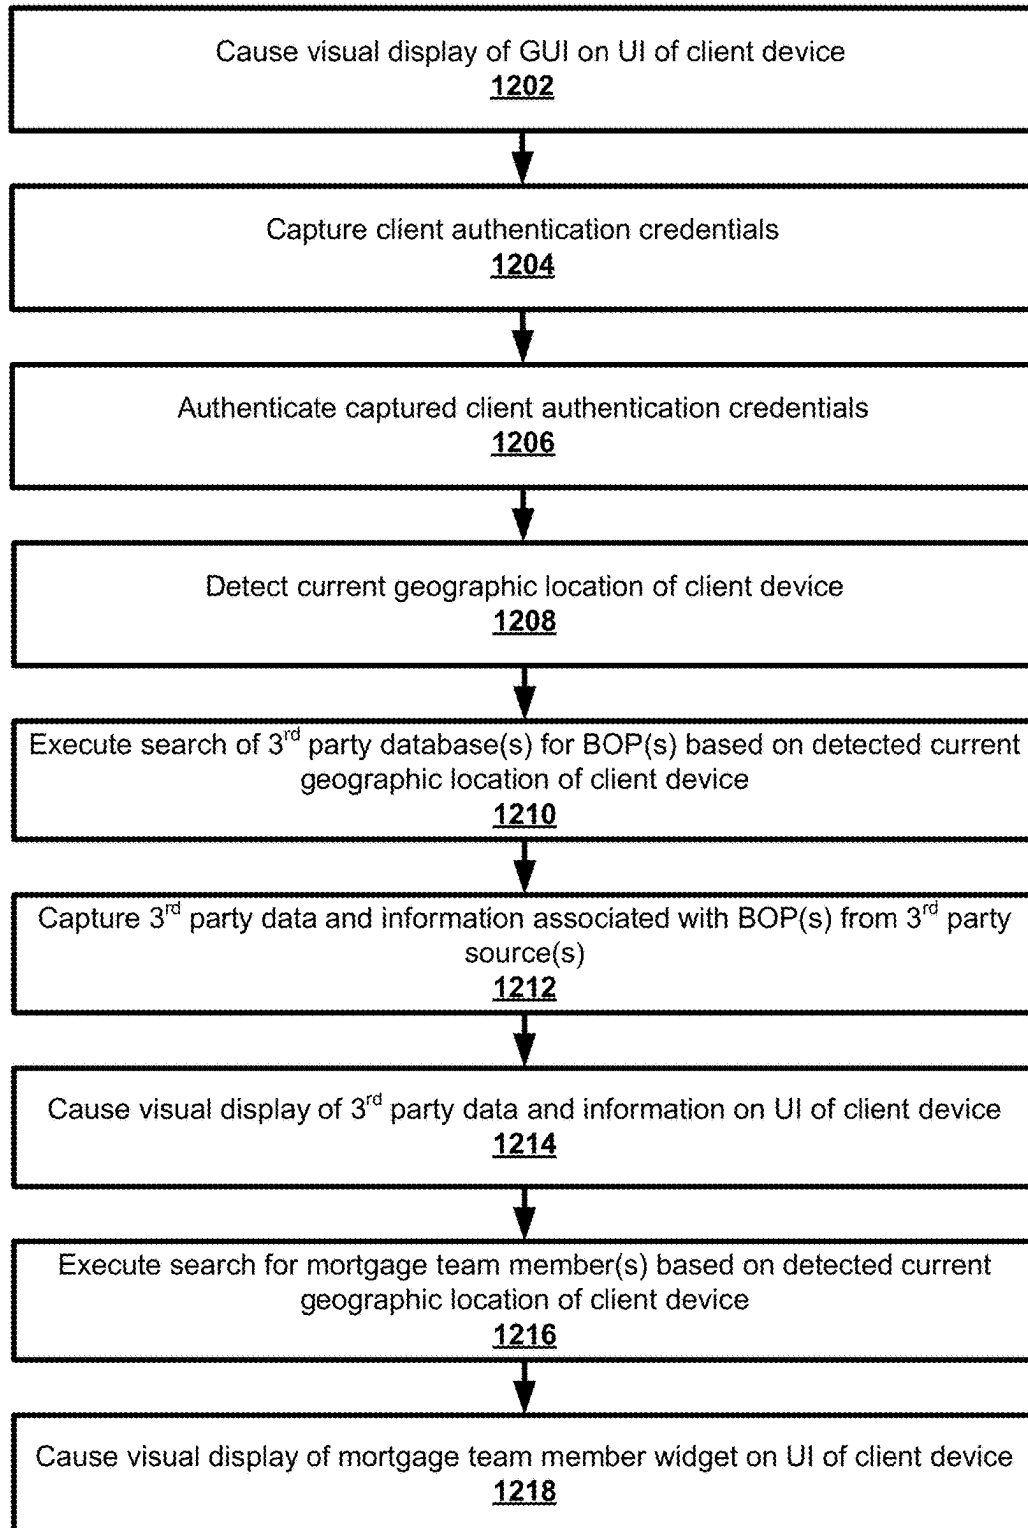 Cause visual display of GUI on UI of client device
1202
Capture client authentication credentials
1204
Authenticate captured client authentication credentials
1206
Detect current geographic location of client device
1208
Execute search of 3rd party database(s) for BOP(s) based on detected current
geographic location of client device
1210
Capture 3rd party data and information associated with BOP(s) from 3rd party
source(s)
1212
Cause visual display of 3rd party data and information on UI of client device
1214
Execute search for mortgage team member(s) based on detected current
geographic location of client device
1216
Cause visual display of mortgage team member widget on UI of client device
1218